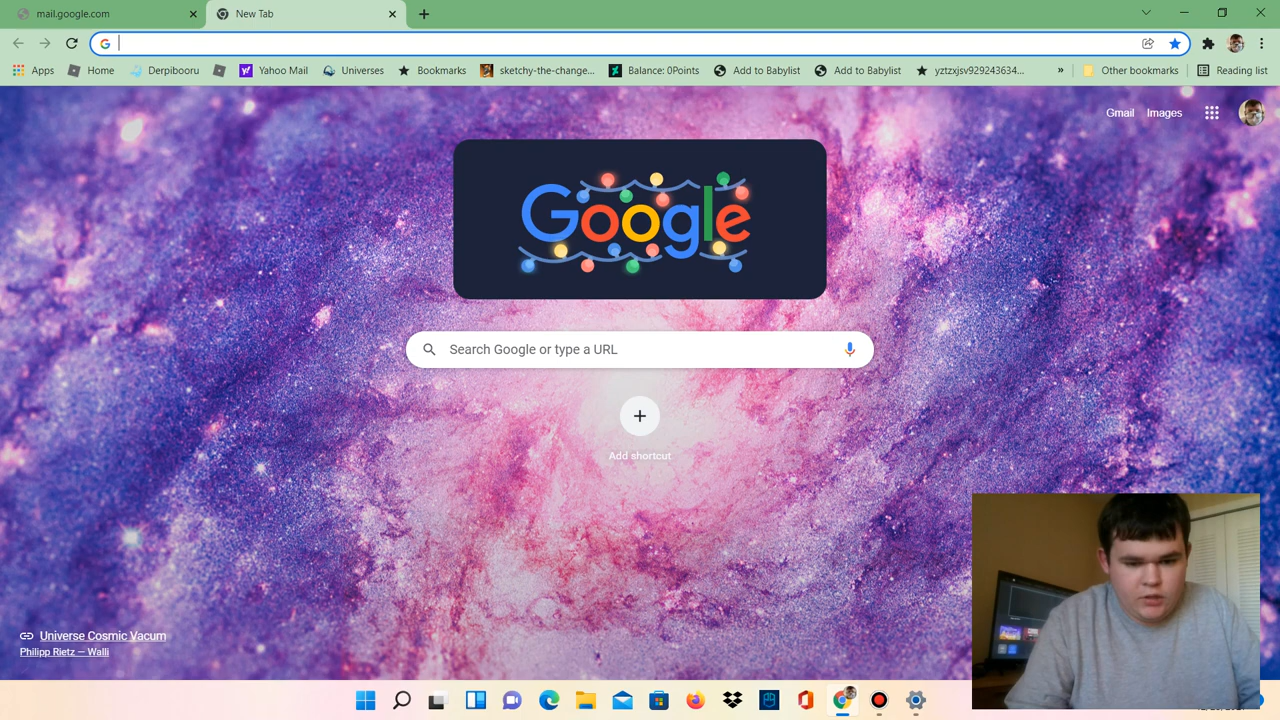 mail.google.com
New Tab
Apps
Home
Derpibooru
Yahoo Mail
Universes
Bookmarks
sketchy-the-change...
Balance: 0Points
Add to Babylist
Add to Babylist
yztzxjsv929243634...
»
Other bookmarks
Reading list
Gmail
Images
Google
Search Google or type a URL
Add shortcut
Universe Cosmic Vacum
Philipp Rietz — Walli